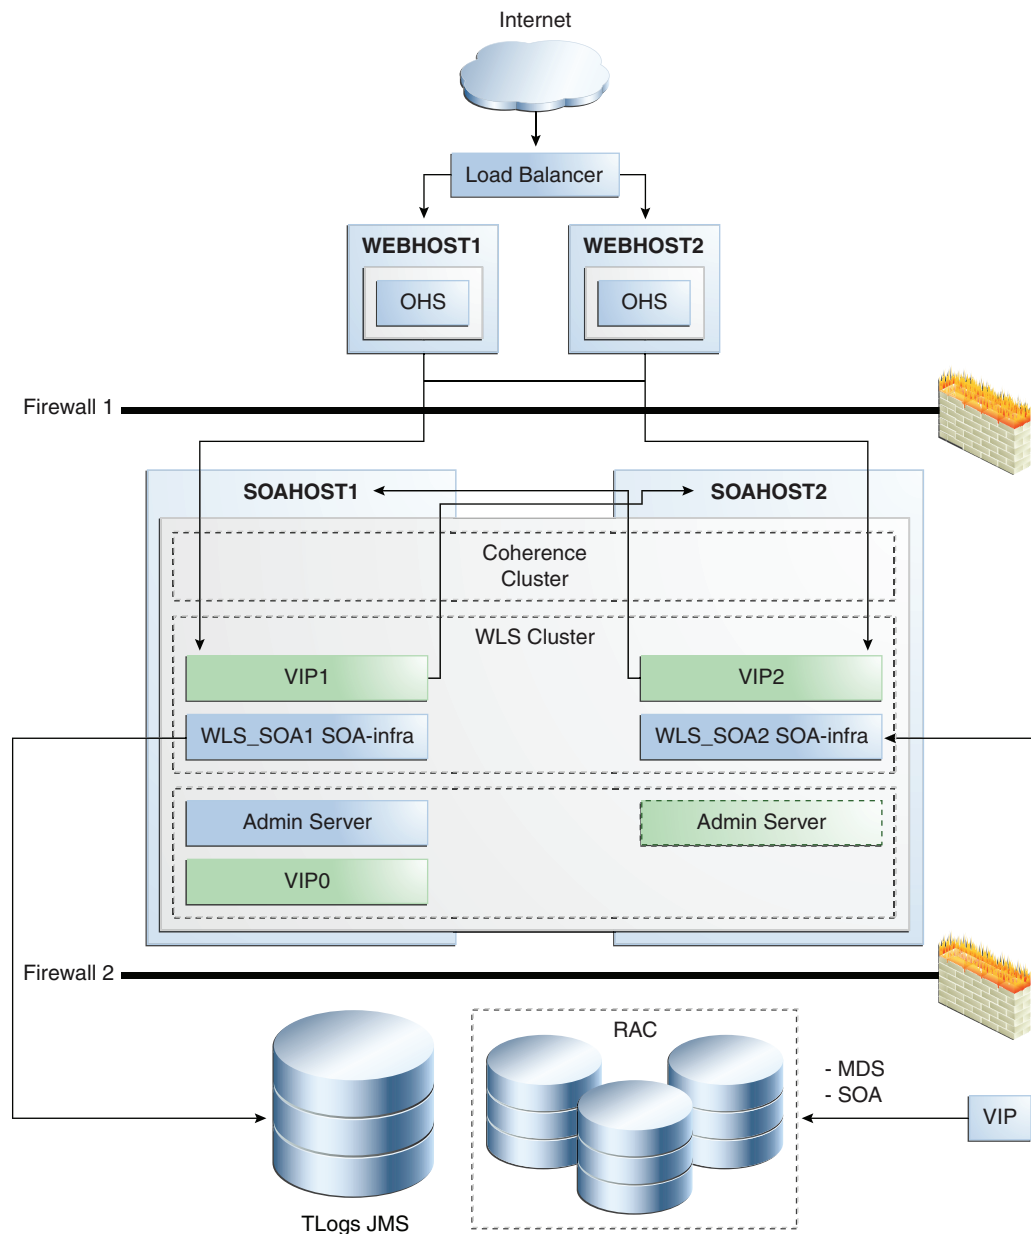 Internet
Load Balancer
WEBHOST1
WEBHOST2
OHS
OHS
Firewall 1
SOAHOST1
SOAHOST2
Coherence
Cluster
WLS Cluster
VIP1
VIP2
WLS_SOA1 SOA-infra
WLS_SOA2 SOA-infra
Admin Server
Admin Server
VIP0
Firewall 2
RAC
- MDS
- SOA
VIP
TLogs JMS